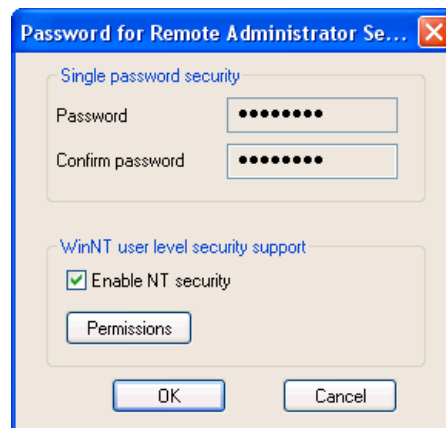 Password for Remote Administrator Se...
Single password security
Password ●●●●●●●●
Confirm password ●●●●●●●●
WinNT user level security support
Enable NT security
Permissions
OK Cancel